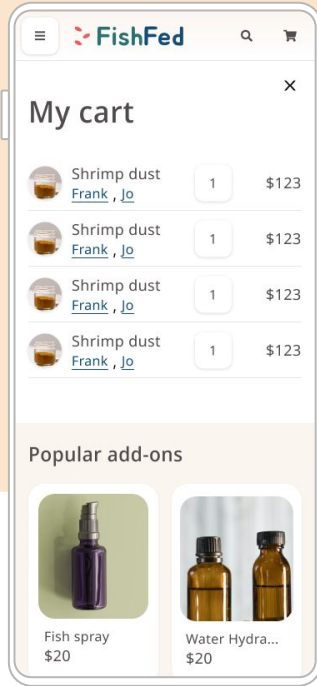 FishFed
My cart
Shrimp dust
Frank , Jo
1
$123
Shrimp dust
Frank , Jo
1
$123
Shrimp dust
Frank , Jo
1
$123
Shrimp dust
Frank , Jo
1
$123
Popular add-ons
Fish spray
$20
Water Hydra...
$20